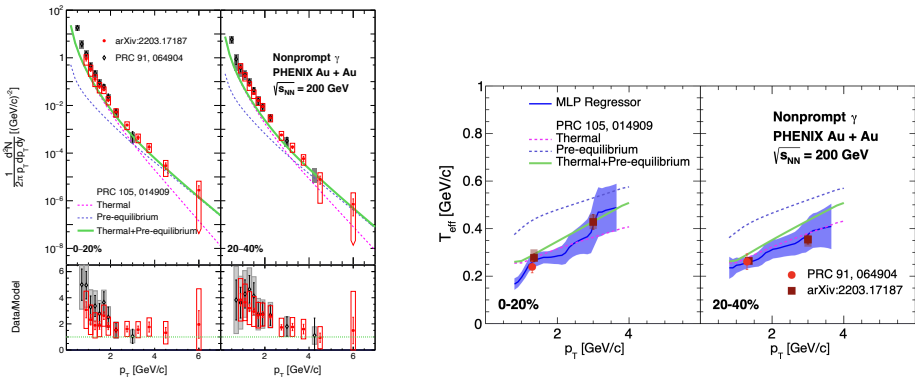 1/2π d²N/p_T dp_T dy [(GeV/c)⁻²]
1
10⁻²
10⁻⁴
10⁻⁶
10⁻⁸
arXiv:2203.17187
PRC 91, 064904
PRC 105, 014909
Thermal
Pre-equilibrium
Thermal+Pre-equilibrium
0-20%
Nonprompt γ
PHENIX Au + Au
√s_NN = 200 GeV
20-40%
Data/Model
6
4
2
0
2 4 6
2 4 6
p_T [GeV/c]
p_T [GeV/c]
T_eff [GeV/c]
1
0.8
0.6
0.4
0.2
0
MLP Regressor
PRC 105, 014909
Thermal
Pre-equilibrium
Thermal+Pre-equilibrium
0-20%
Nonprompt γ
PHENIX Au + Au
√s_NN = 200 GeV
PRC 91, 064904
arXiv:2203.17187
20-40%
0 2 4
0 2 4
p_T [GeV/c]
p_T [GeV/c]